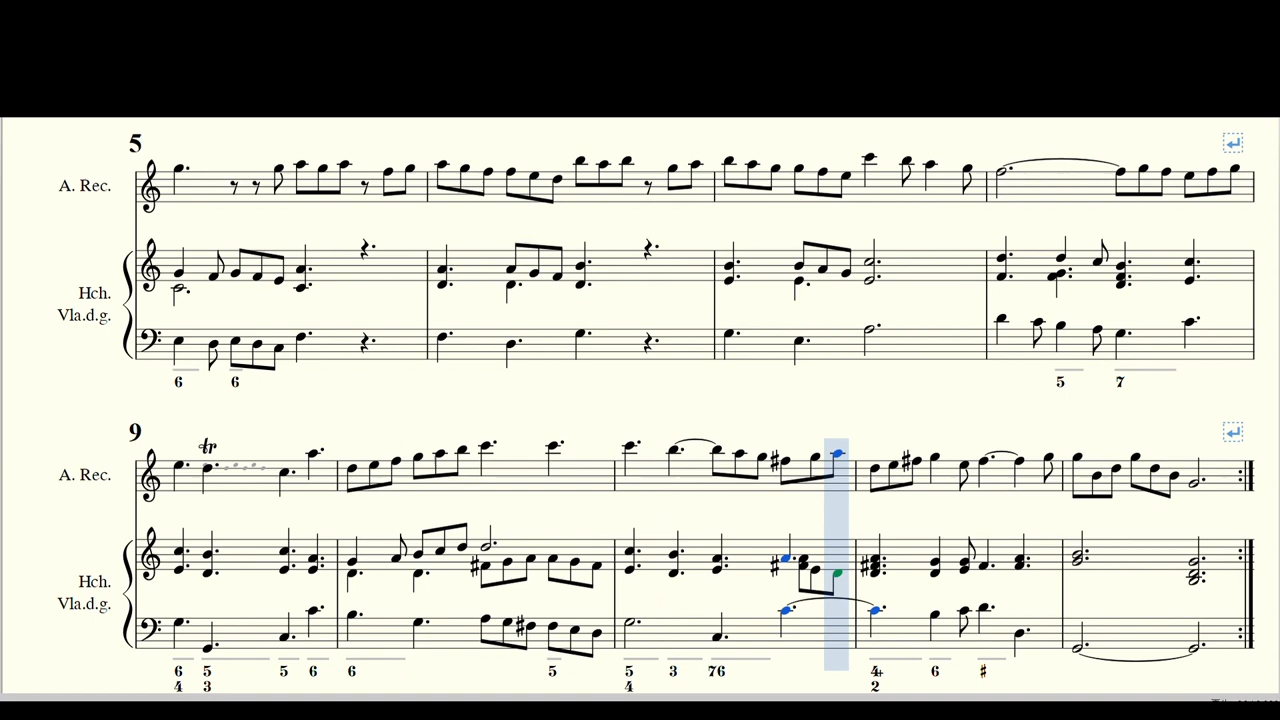 5
A. Rec.
Hch.
Vla.d.g.
6 6 5 7
9
tr
A. Rec.
Hch.
Vla.d.g.
6 5 5 6 6 5 5 3 76 4+ 6 ♯
4 3 4 2